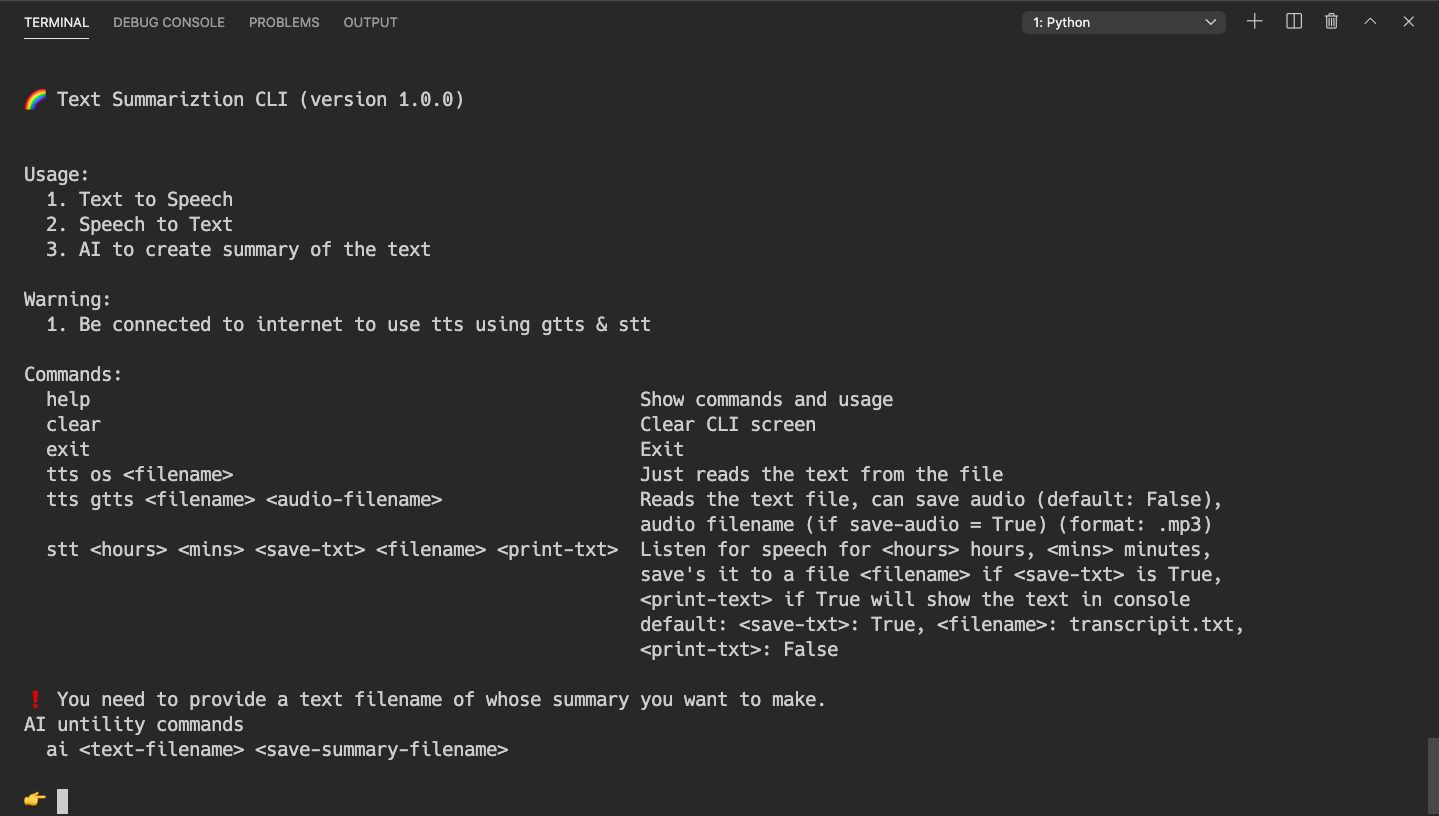 TERMINAL DEBUG CONSOLE PROBLEMS OUTPUT 1: Python
🌈 Text Summariztion CLI (version 1.0.0)
Usage:
1. Text to Speech
2. Speech to Text
3. AI to create summary of the text
Warning:
1. Be connected to internet to use tts using gtts & stt
Commands:
help Show commands and usage
clear Clear CLI screen
exit Exit
tts os <filename> Just reads the text from the file
tts gtts <filename> <audio-filename> Reads the text file, can save audio (default: False),
audio filename (if save-audio = True) (format: .mp3)
stt <hours> <mins> <save-txt> <filename> <print-txt> Listen for speech for <hours> hours, <mins> minutes,
save's it to a file <filename> if <save-txt> is True,
<print-text> if True will show the text in console
default: <save-txt>: True, <filename>: transcripit.txt,
<print-txt>: False
❗ You need to provide a text filename of whose summary you want to make.
AI untility commands
ai <text-filename> <save-summary-filename>
👉